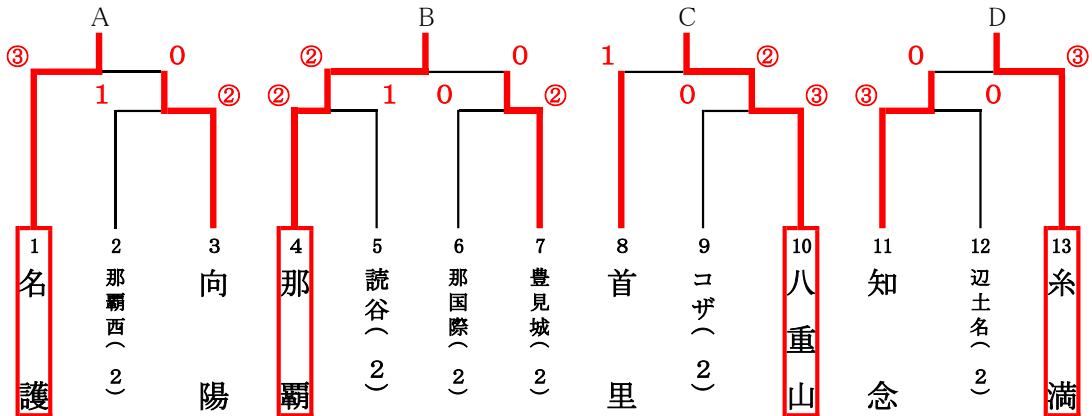 A B C D
③ 0 ② 0 1 ② 0 ③
1 ② ② 1 0 ② 0 ③ ③ 0
1 2 3 4 5 6 7 8 9 10 11 12 13
名護
那覇西(2)
向陽
那覇
読谷(2)
那国際(2)
豊見城(2)
首里
コザ(2)
八重山
知念
辺土名(2)
糸満